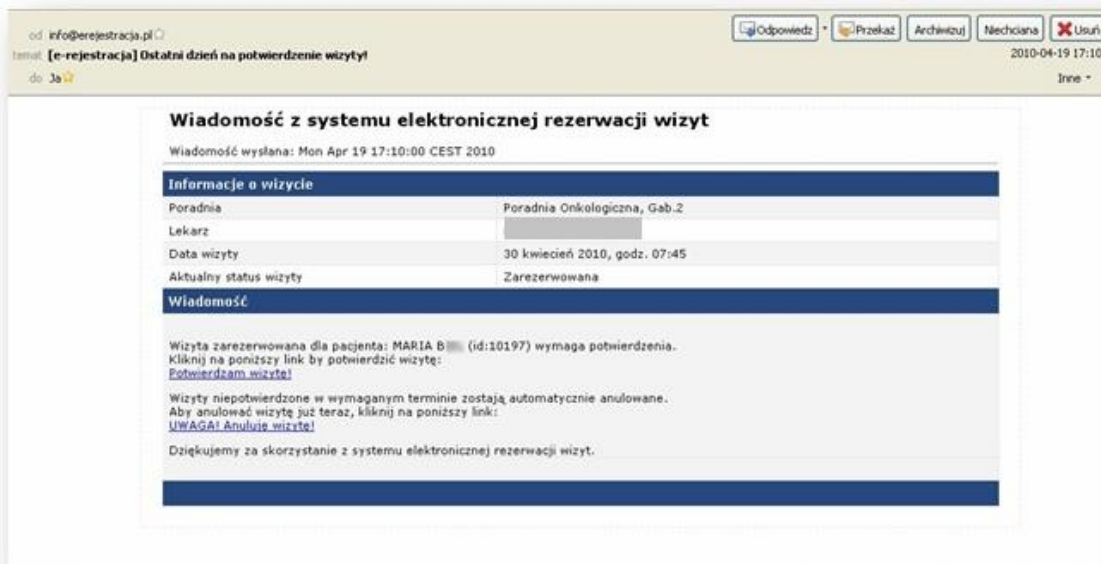 od info@erejestracja.pl
temat [e-rejestracja] Ostatni dzień na potwierdzenie wizyty!
do Ja
Odpowiedz Przekaż Archiwizuj Niechciana Usuń
2010-04-19 17:10
Inne
Wiadomość z systemu elektronicznej rezerwacji wizyt
Wiadomość wysłana: Mon Apr 19 17:10:00 CEST 2010
Informacje o wizycie
Poradnia Poradnia Onkologiczna, Gab.2
Lekarz
Data wizyty 30 kwiecień 2010, godz. 07:45
Aktualny status wizyty Zarezerwowana
Wiadomość
Wizyta zarezerwowana dla pacjenta: MARIA B (id:10197) wymaga potwierdzenia.
Kliknij na poniższy link by potwierdzić wizytę:
Potwierdzam wizytę!
Wizyty niepotwierdzone w wymaganym terminie zostają automatycznie anulowane.
Aby anulować wizytę już teraz, kliknij na poniższy link:
UWAGA! Anuluję wizytę!
Dziękujemy za skorzystanie z systemu elektronicznej rezerwacji wizyt.